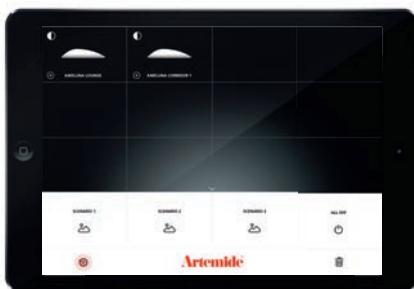 AMELUNA LOUNGE
AMELUNA CORRIDOR 1
SCENARIO 1
SCENARIO 2
SCENARIO 3
ALL OFF
Artemide